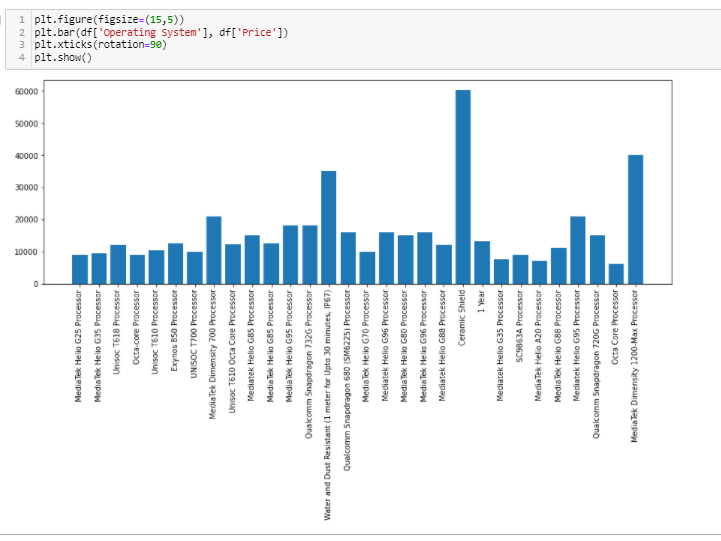 1 plt.figure(figsize=(15,5))
2 plt.bar(df['Operating System'], df['Price'])
3 plt.xticks(rotation=90)
4 plt.show()
60000
50000
40000
30000
20000
10000
0
MediaTek Helio G25 Processor
MediaTek Helio G35 Processor
Unisoc T618 Processor
Octa-core Processor
Unisoc T610 Processor
Exynos 850 Processor
UNISOC T700 Processor
MediaTek Dimensity 700 Processor
Unisoc T610 Octa Core Processor
Mediatek Helio G85 Processor
MediaTek Helio G85 Processor
MediaTek Helio G95 Processor
Qualcomm Snapdragon 732G Processor
Water and Dust Resistant (1 meter for Upto 30 minutes, IP67)
Qualcomm Snapdragon 680 (SM6225) Processor
MediaTek Helio G70 Processor
Mediatek Helio G96 Processor
MediaTek Helio G80 Processor
MediaTek Helio G96 Processor
Mediatek Helio G88 Processor
Ceramic Shield
1 Year
Mediatek Helio G35 Processor
SC9863A Processor
MediaTek Helio A20 Processor
MediaTek Helio G88 Processor
Mediatek Helio G95 Processor
Qualcomm Snapdragon 720G Processor
Octa Core Processor
MediaTek Dimensity 1200-Max Processor